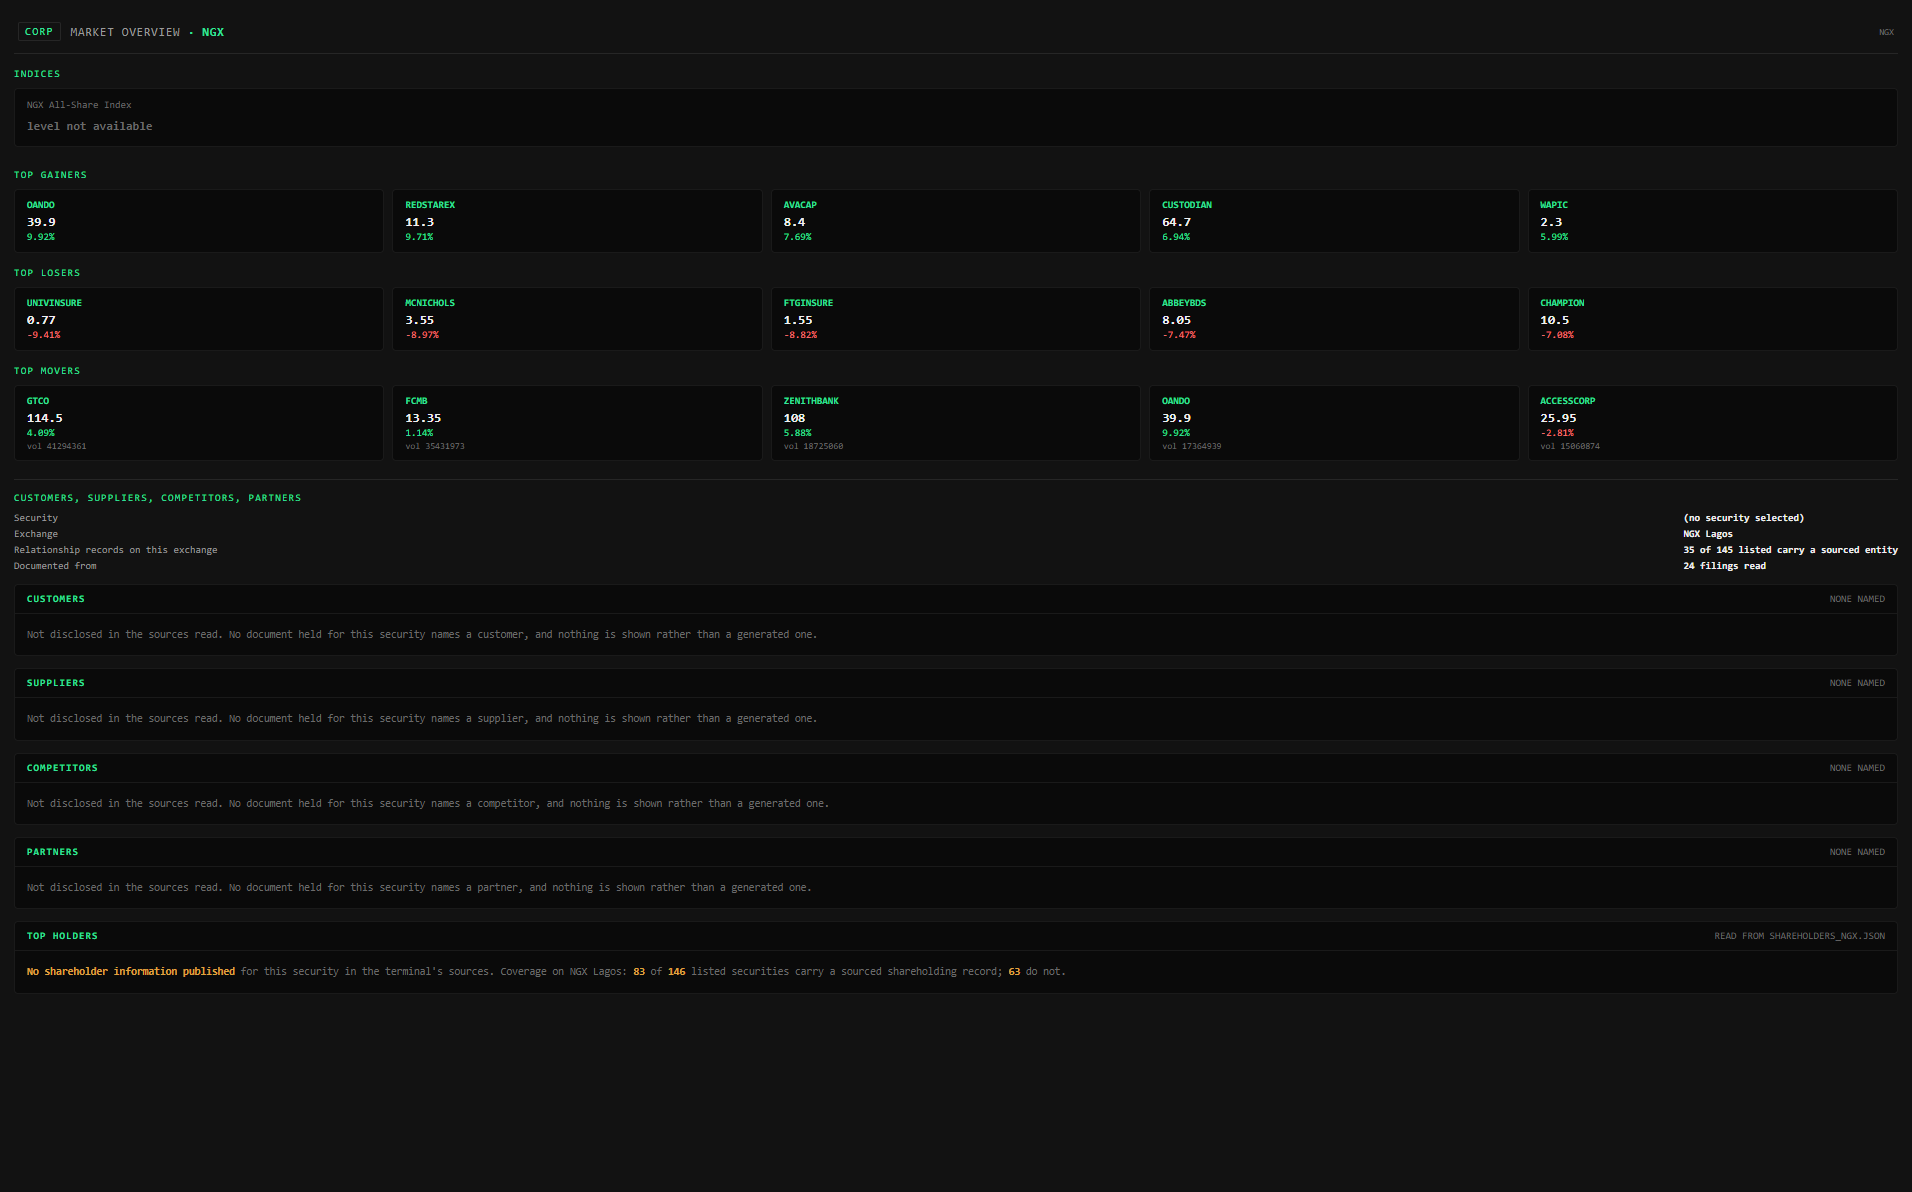 CORP MARKET OVERVIEW · NGX NGX
INDICES
NGX All-Share Index
level not available
TOP GAINERS
OANDO REDSTAREX AVACAP CUSTODIAN WAPIC
39.9 11.3 8.4 64.7 2.3
9.92% 9.71% 7.69% 6.94% 5.99%
TOP LOSERS
UNIVINSURE MCNICHOLS FTGINSURE ABBEYBDS CHAMPION
0.77 3.55 1.55 8.05 10.5
-9.41% -8.97% -8.82% -7.47% -7.08%
TOP MOVERS
GTCO FCMB ZENITHBANK OANDO ACCESSCORP
114.5 13.35 108 39.9 25.95
4.09% 1.14% 5.88% 9.92% -2.81%
vol 41294361 vol 35431973 vol 18725060 vol 17364939 vol 15060874
CUSTOMERS, SUPPLIERS, COMPETITORS, PARTNERS
Security (no security selected)
Exchange NGX Lagos
Relationship records on this exchange 35 of 145 listed carry a sourced entity
Documented from 24 filings read
CUSTOMERS NONE NAMED
Not disclosed in the sources read. No document held for this security names a customer, and nothing is shown rather than a generated one.
SUPPLIERS NONE NAMED
Not disclosed in the sources read. No document held for this security names a supplier, and nothing is shown rather than a generated one.
COMPETITORS NONE NAMED
Not disclosed in the sources read. No document held for this security names a competitor, and nothing is shown rather than a generated one.
PARTNERS NONE NAMED
Not disclosed in the sources read. No document held for this security names a partner, and nothing is shown rather than a generated one.
TOP HOLDERS READ FROM SHAREHOLDERS_NGX.JSON
No shareholder information published for this security in the terminal's sources. Coverage on NGX Lagos: 83 of 146 listed securities carry a sourced shareholding record; 63 do not.